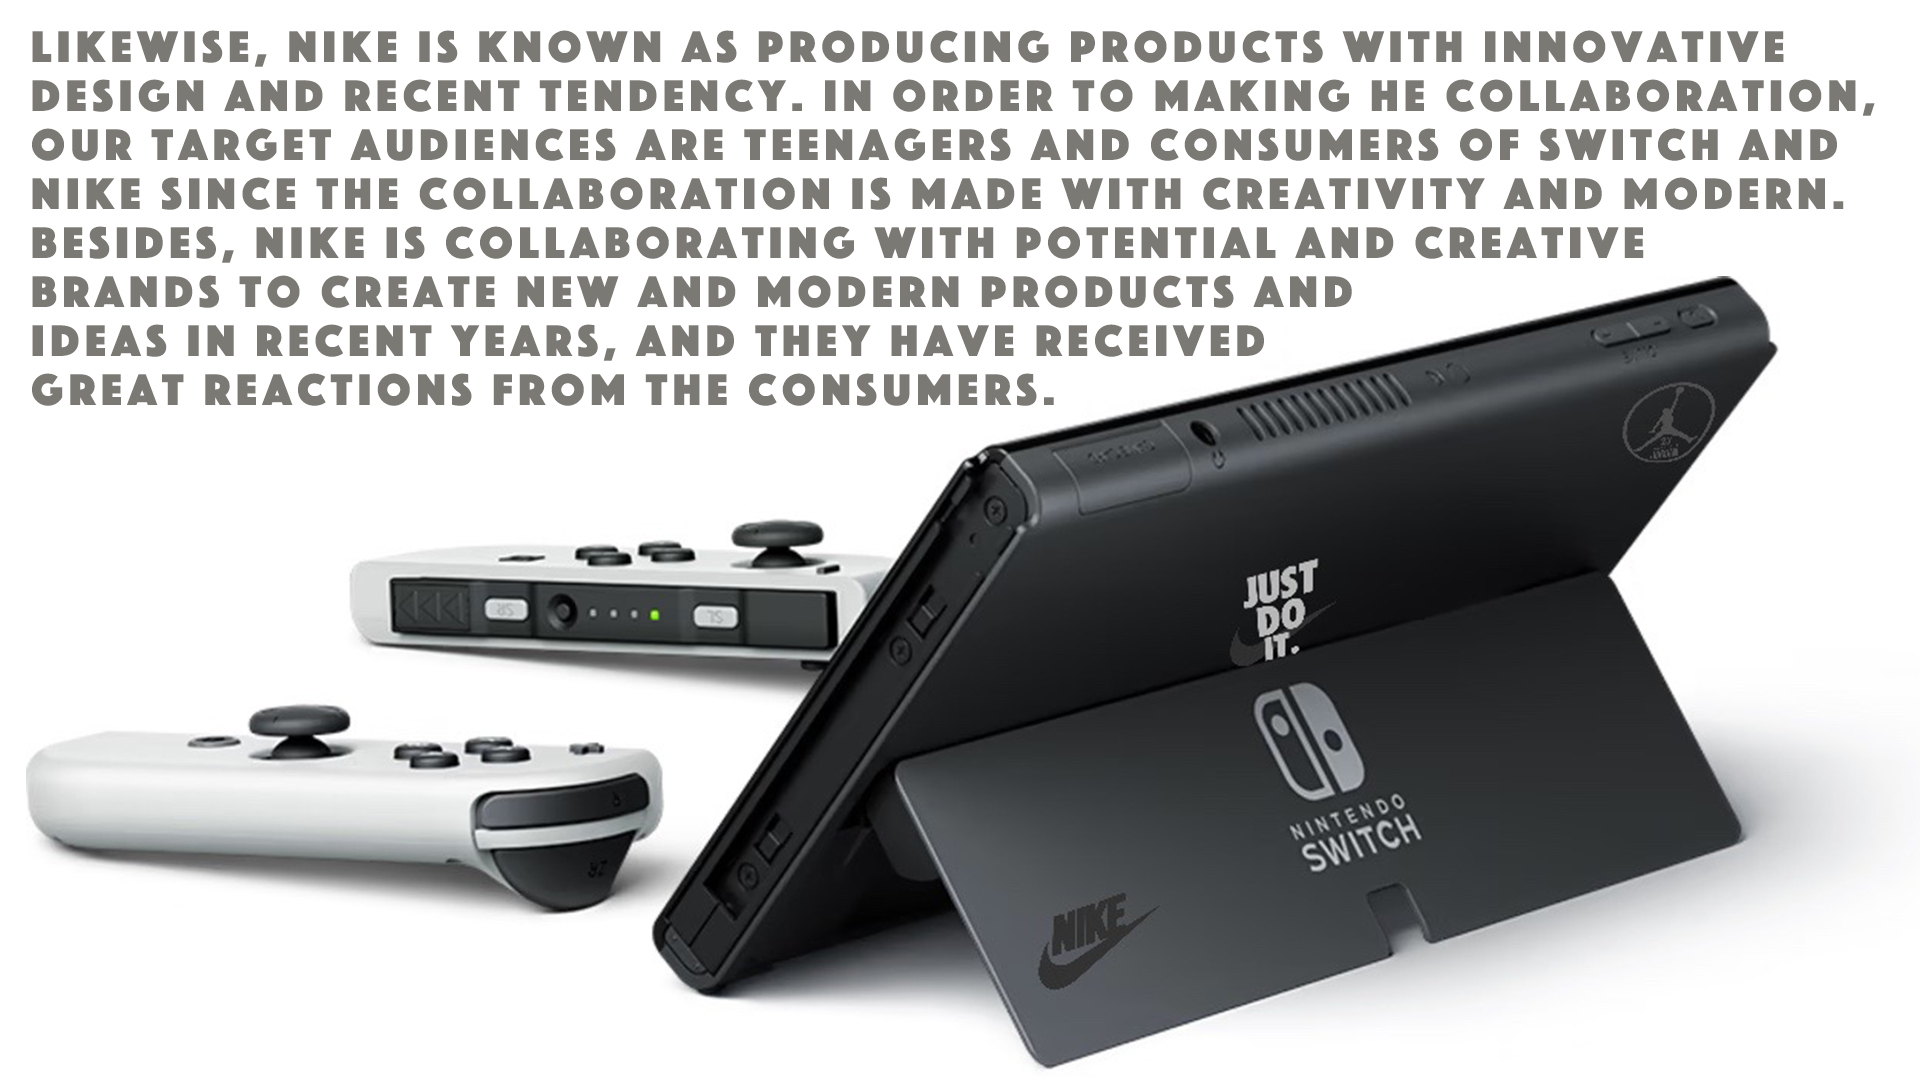 LIKEWISE, NIKE IS KNOWN AS PRODUCING PRODUCTS WITH INNOVATIVE
DESIGN AND RECENT TENDENCY. IN ORDER TO MAKING HE COLLABORATION,
OUR TARGET AUDIENCES ARE TEENAGERS AND CONSUMERS OF SWITCH AND
NIKE SINCE THE COLLABORATION IS MADE WITH CREATIVITY AND MODERN.
BESIDES, NIKE IS COLLABORATING WITH POTENTIAL AND CREATIVE
BRANDS TO CREATE NEW AND MODERN PRODUCTS AND
IDEAS IN RECENT YEARS, AND THEY HAVE RECEIVED
GREAT REACTIONS FROM THE CONSUMERS.
SR
SL
JUST
DO
IT.
NINTENDO
SWITCH
R
ZR
NIKE